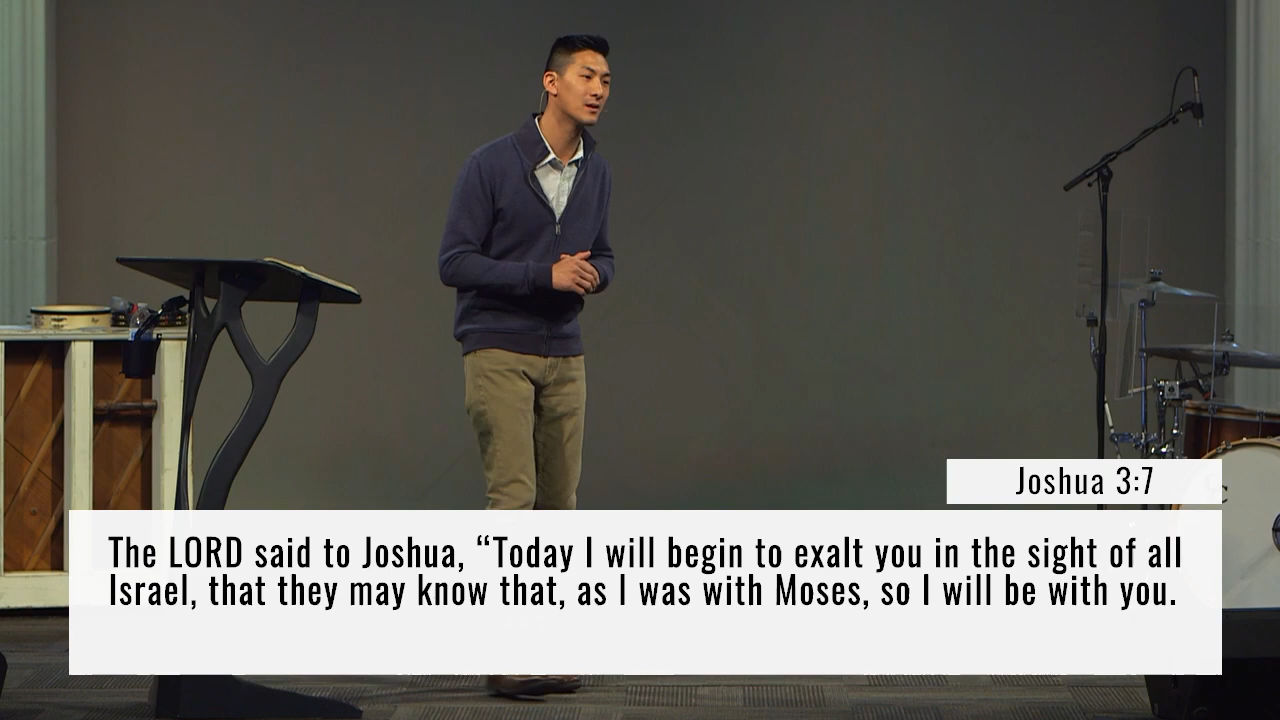 Joshua 3:7
The LORD said to Joshua, “Today I will begin to exalt you in the sight of all
Israel, that they may know that, as I was with Moses, so I will be with you.